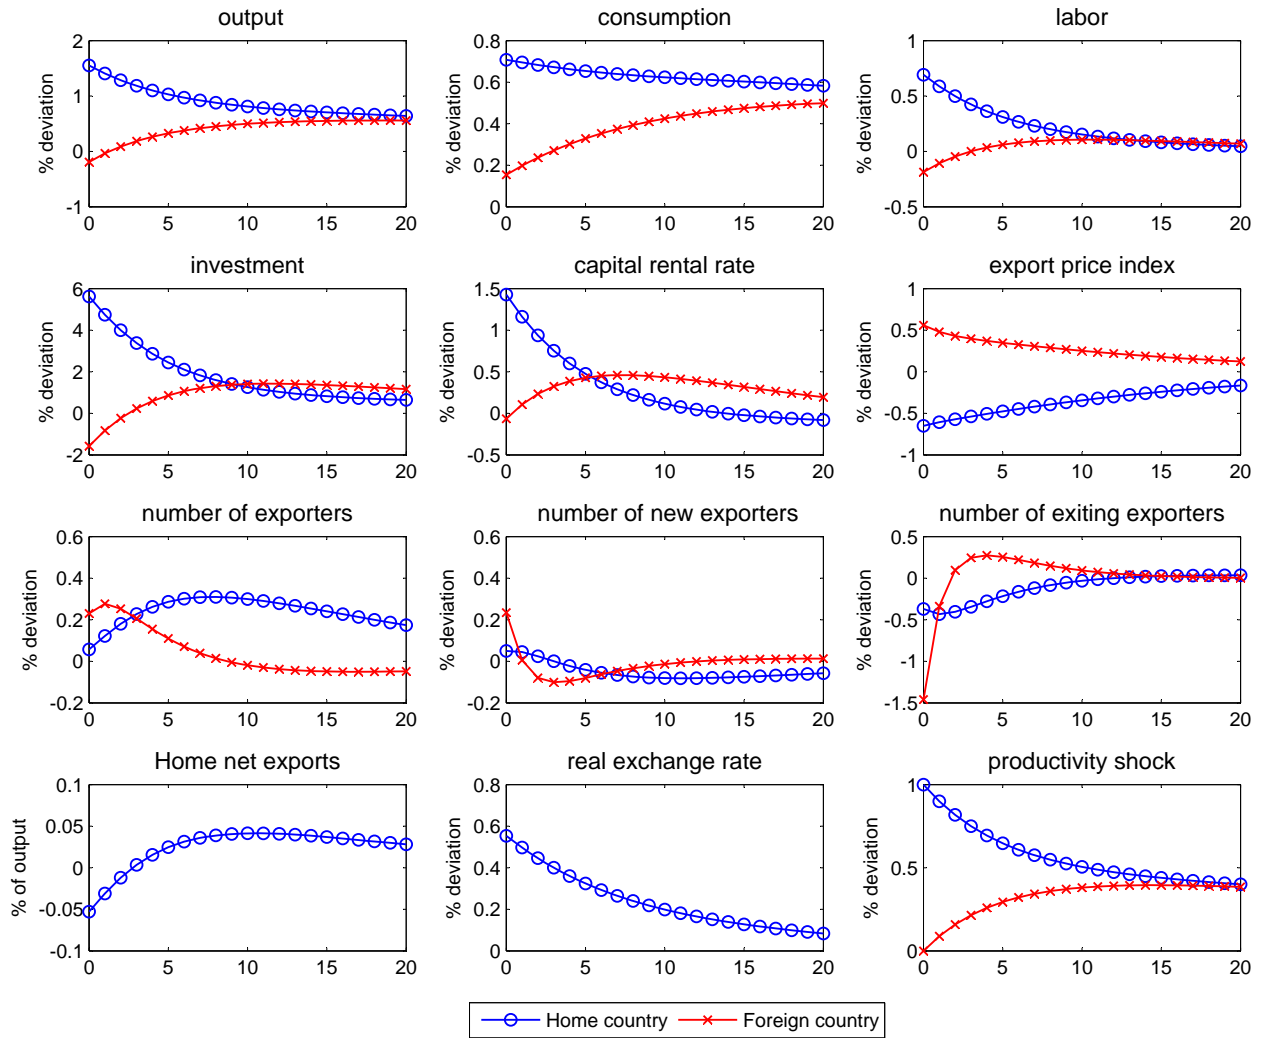 output
% deviation
2
1
0
-1
0 5 10 15 20
consumption
% deviation
0.8
0.6
0.4
0.2
0
0 5 10 15 20
labor
% deviation
1
0.5
0
-0.5
0 5 10 15 20
investment
% deviation
6
4
2
0
-2
0 5 10 15 20
capital rental rate
% deviation
1.5
1
0.5
0
-0.5
0 5 10 15 20
export price index
% deviation
1
0.5
0
-0.5
-1
0 5 10 15 20
number of exporters
% deviation
0.6
0.4
0.2
0
-0.2
0 5 10 15 20
number of new exporters
% deviation
0.6
0.4
0.2
0
-0.2
0 5 10 15 20
number of exiting exporters
% deviation
0.5
0
-0.5
-1
-1.5
0 5 10 15 20
Home net exports
% of output
0.1
0.05
0
-0.05
-0.1
0 5 10 15 20
real exchange rate
% deviation
0.8
0.6
0.4
0.2
0
0 5 10 15 20
productivity shock
% deviation
1
0.5
0
0 5 10 15 20
Home country Foreign country